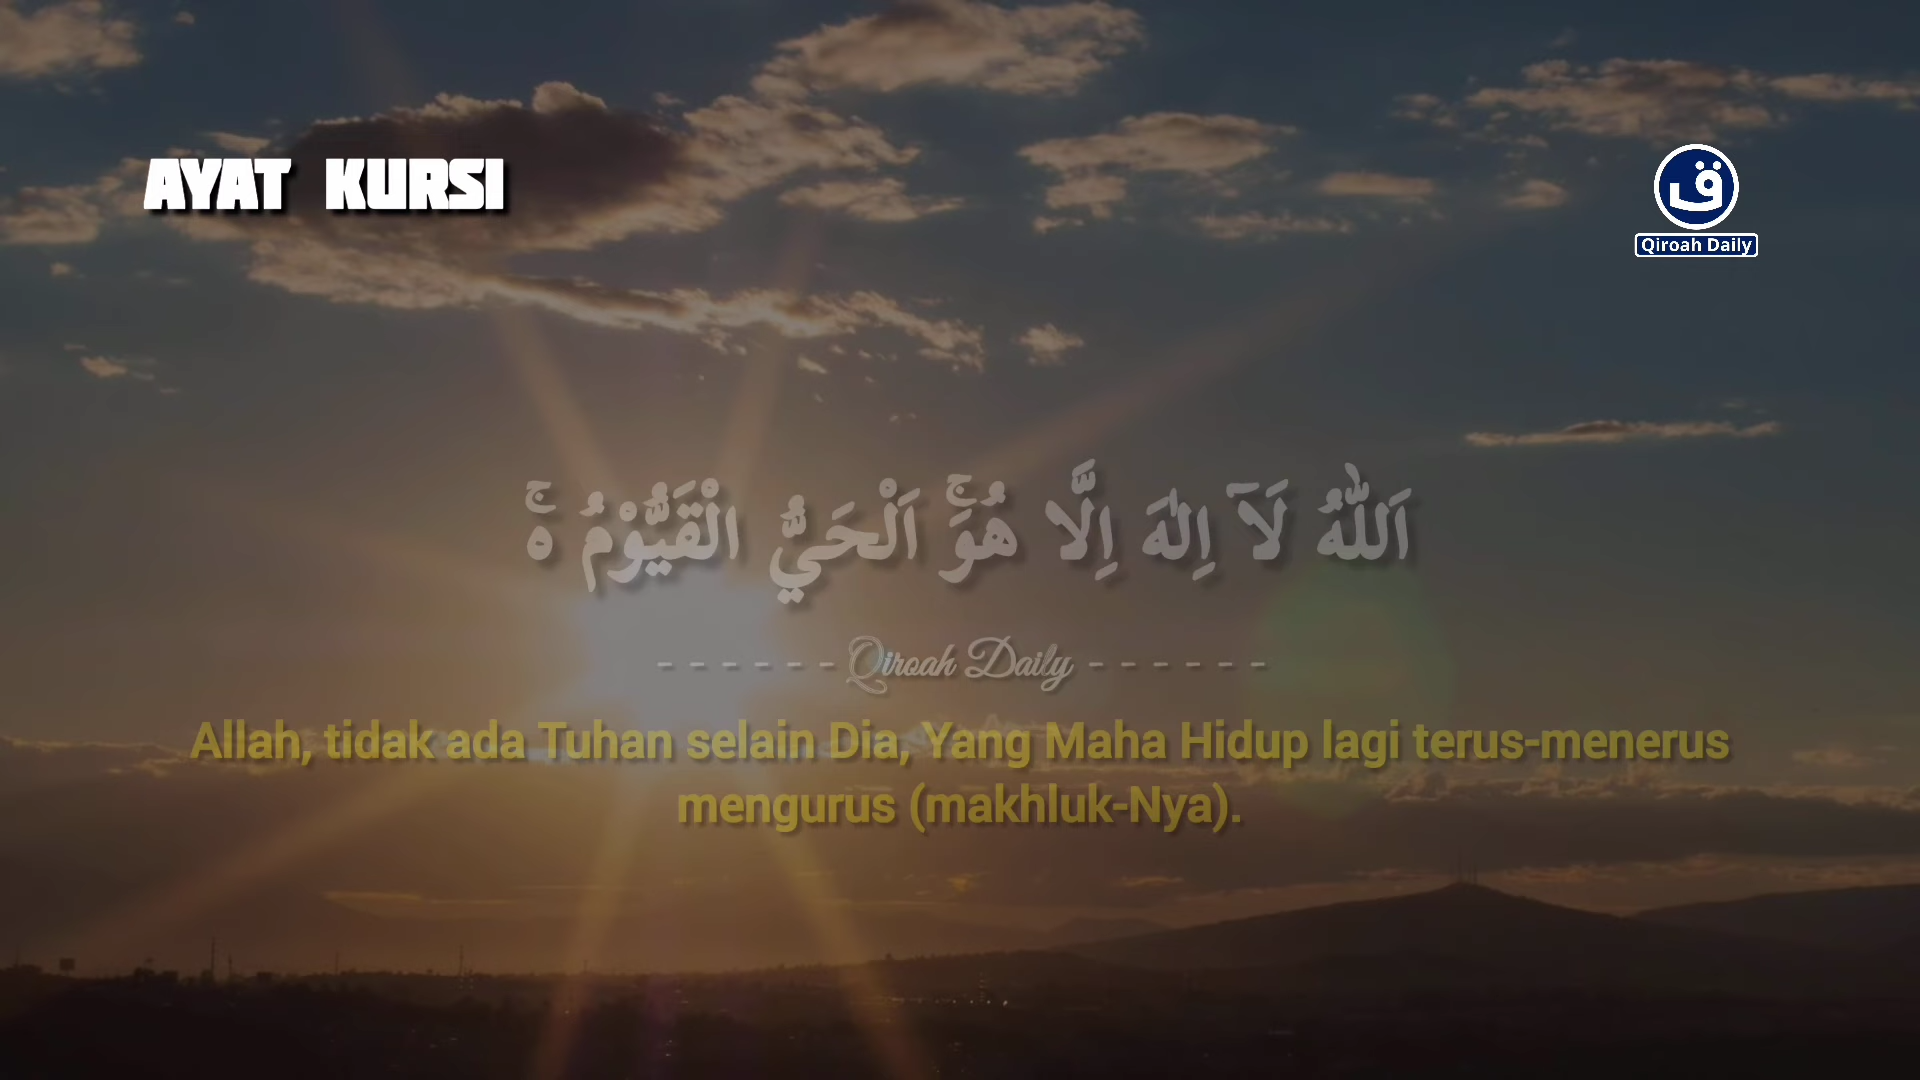 AYAT KURSI
ق
Qiroah Daily
اَللّٰهُ لَآ اِلٰهَ اِلَّا هُوَۚ اَلْحَيُّ الْقَيُّوْمُ ەۚ
- - - - - - Qiroah Daily - - - - - -
Allah, tidak ada Tuhan selain Dia, Yang Maha Hidup lagi terus-menerus
mengurus (makhluk-Nya).